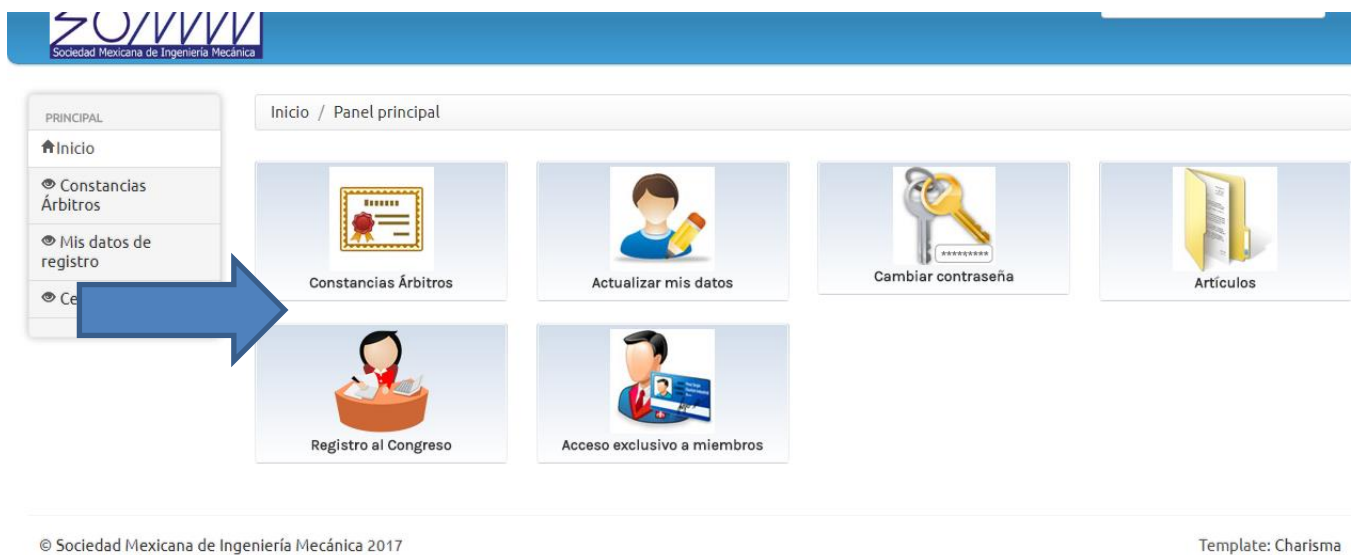 SOMIM
Sociedad Mexicana de Ingeniería Mecánica
PRINCIPAL
Inicio
Constancias
Árbitros
Mis datos de
registro
Ce
Inicio / Panel principal
Constancias Árbitros
Actualizar mis datos
*********
Cambiar contraseña
Artículos
Registro al Congreso
Acceso exclusivo a miembros
© Sociedad Mexicana de Ingeniería Mecánica 2017
Template: Charisma